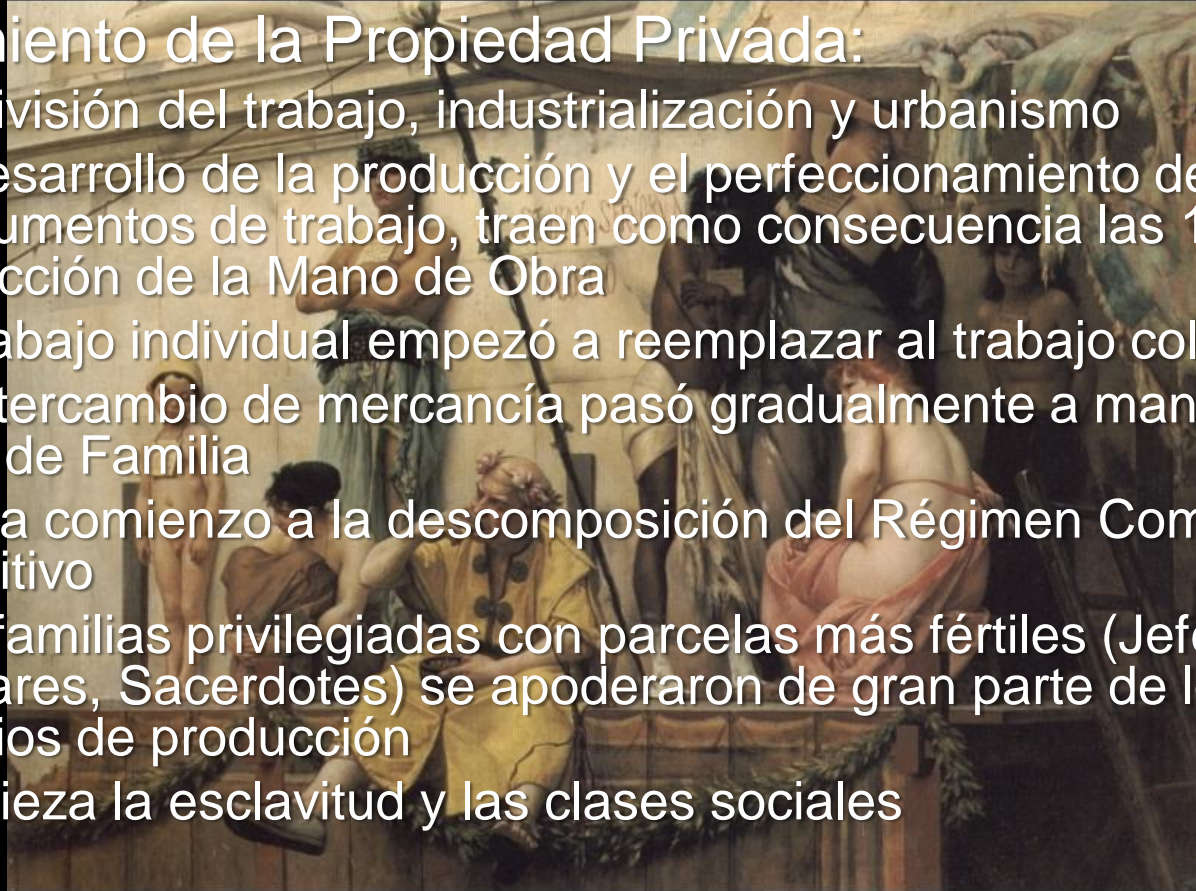 iento de la Propiedad Privada:
ivisión del trabajo, industrialización y urbanismo
esarrollo de la producción y el perfeccionamiento de
umentos de trabajo, traen como consecuencia las 1
cción de la Mano de Obra
abajo individual empezó a reemplazar al trabajo col
tercambio de mercancía pasó gradualmente a man
de Familia
a comienzo a la descomposición del Régimen Com
itivo
familias privilegiadas con parcelas más fértiles (Jefe
ares, Sacerdotes) se apoderaron de gran parte de l
ios de producción
ieza la esclavitud y las clases sociales